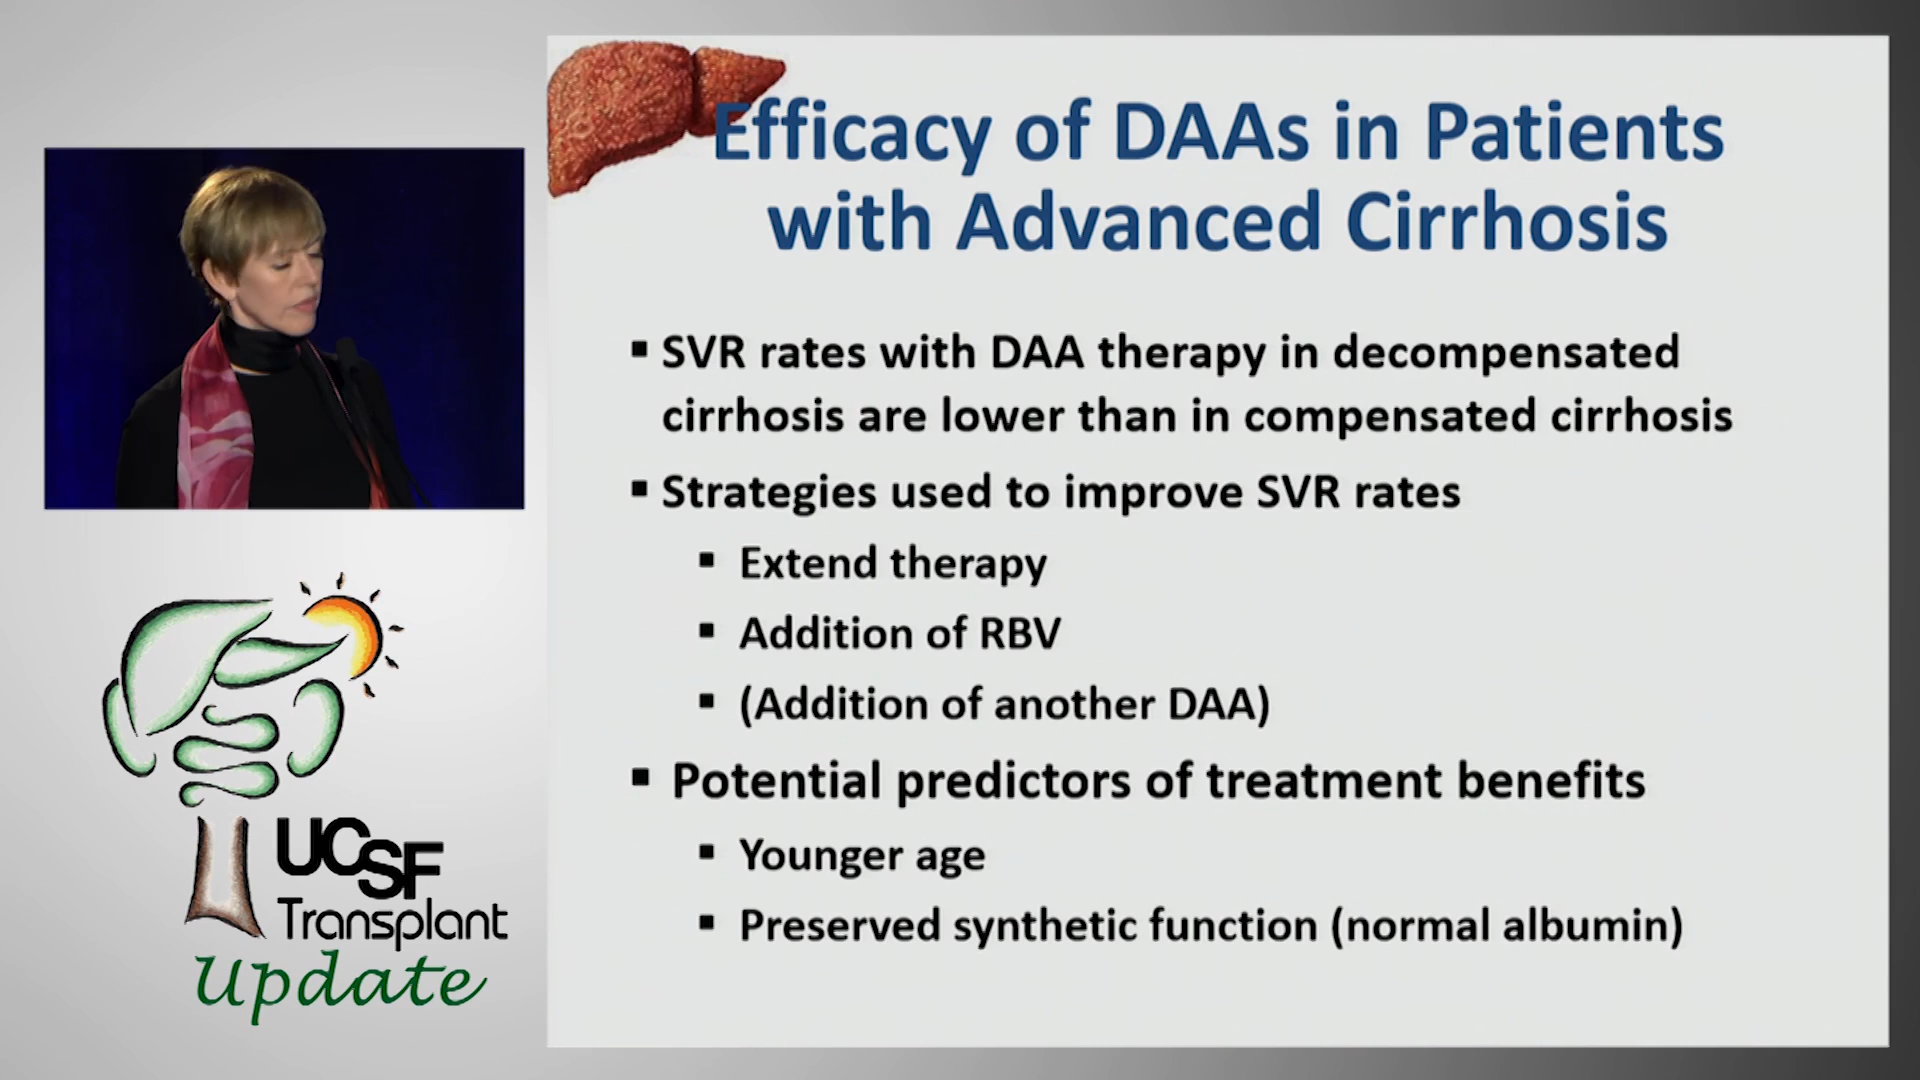 Efficacy of DAAs in Patients
with Advanced Cirrhosis
▪ SVR rates with DAA therapy in decompensated
cirrhosis are lower than in compensated cirrhosis
▪ Strategies used to improve SVR rates
▪ Extend therapy
▪ Addition of RBV
▪ (Addition of another DAA)
▪ Potential predictors of treatment benefits
▪ Younger age
▪ Preserved synthetic function (normal albumin)
UCSF
Transplant
Update